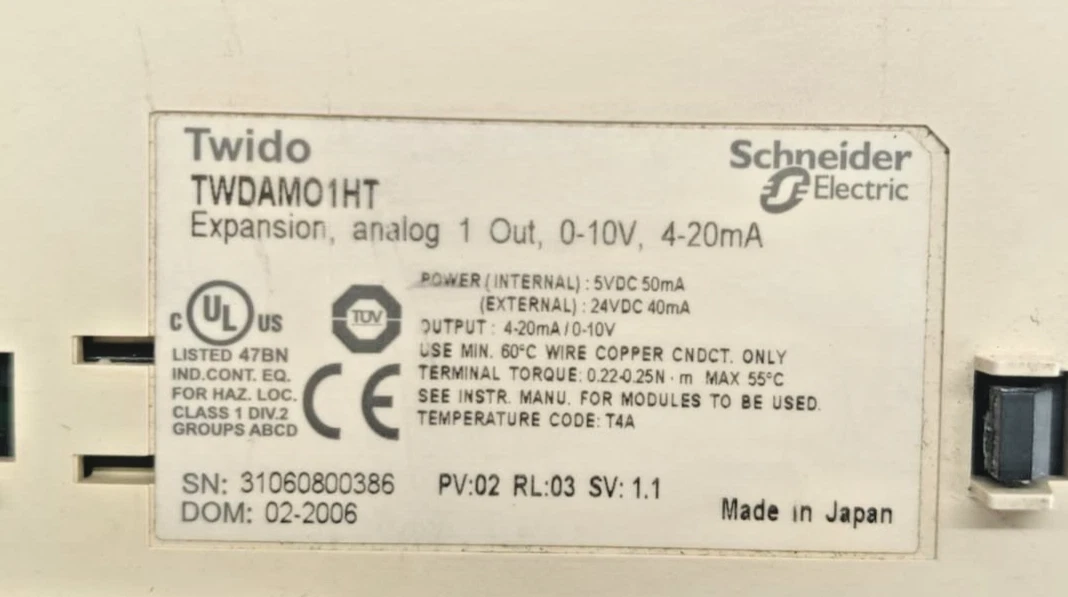 Twido
Schneider
Electric
TWDAMO1HT
Expansion, analog 1 Out, 0-10V, 4-20mA
POWER (INTERNAL) : 5VDC 50mA
(EXTERNAL) : 24VDC 40mA
OUTPUT : 4-20mA / 0-10V
USE MIN. 60°C WIRE COPPER CNDCT. ONLY
TERMINAL TORQUE: 0.22-0.25N · m MAX 55°C
SEE INSTR. MANU. FOR MODULES TO BE USED.
TEMPERATURE CODE: T4A
C UL US
LISTED 47BN
IND.CONT. EQ.
FOR HAZ. LOC.
CLASS 1 DIV.2
GROUPS ABCD
TÜV
CE
SN: 31060800386 PV:02 RL:03 SV: 1.1
DOM: 02-2006
Made in Japan